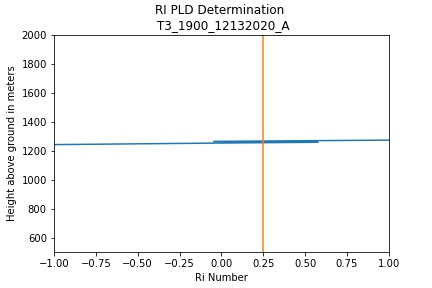 RI PLD Determination
T3_1900_12132020_A
2000
1800
1600
1400
1200
1000
800
600
Height above ground in meters
−1.00 −0.75 −0.50 −0.25 0.00 0.25 0.50 0.75 1.00
Ri Number